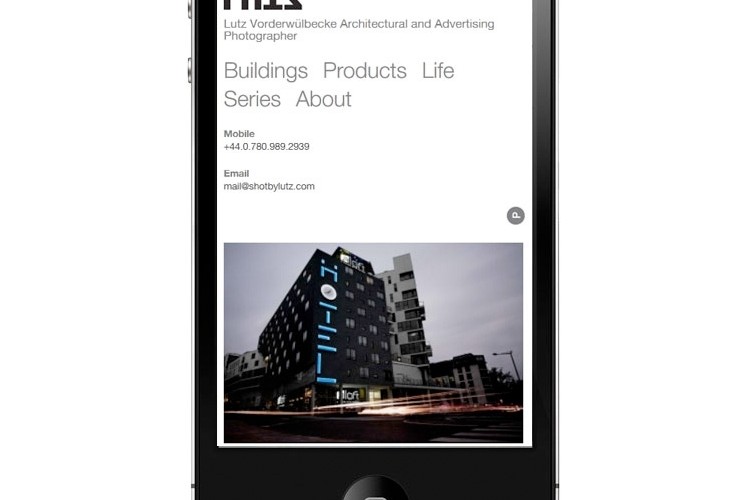 Lutz Vorderwülbecke Architectural and Advertising
Photographer
Buildings Products Life
Series About
Mobile
+44.0.780.989.2939
Email
mail@shotbylutz.com
P.
HOTEL